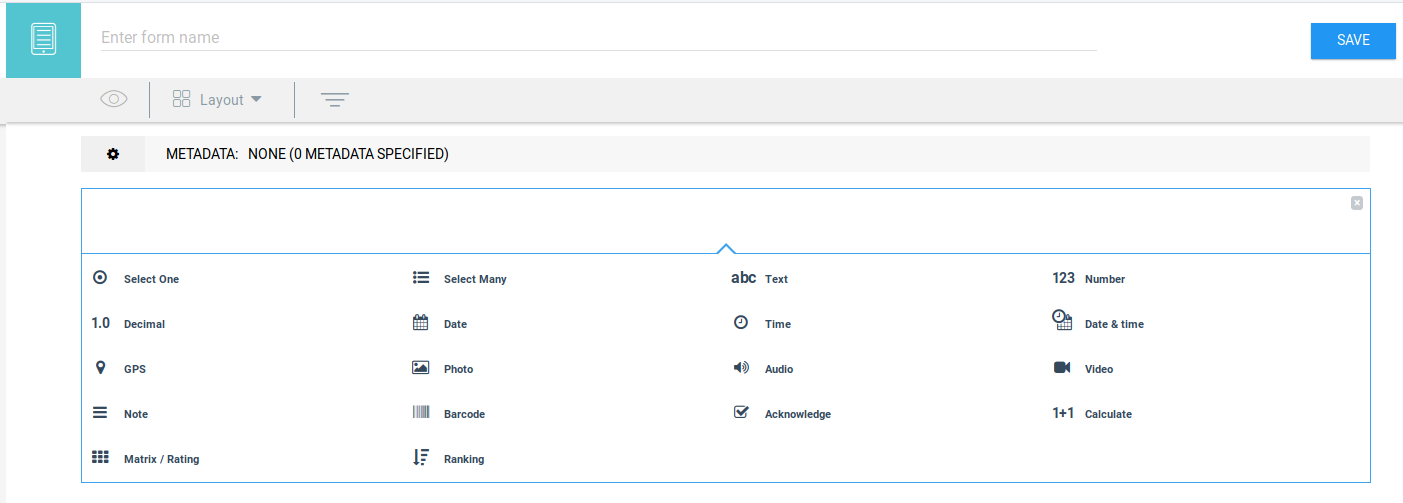 Enter form name
SAVE
Layout
METADATA: NONE (0 METADATA SPECIFIED)
Select One
Select Many
abc Text
123 Number
1.0 Decimal
Date
Time
Date & time
GPS
Photo
Audio
Video
Note
Barcode
Acknowledge
1+1 Calculate
Matrix / Rating
Ranking